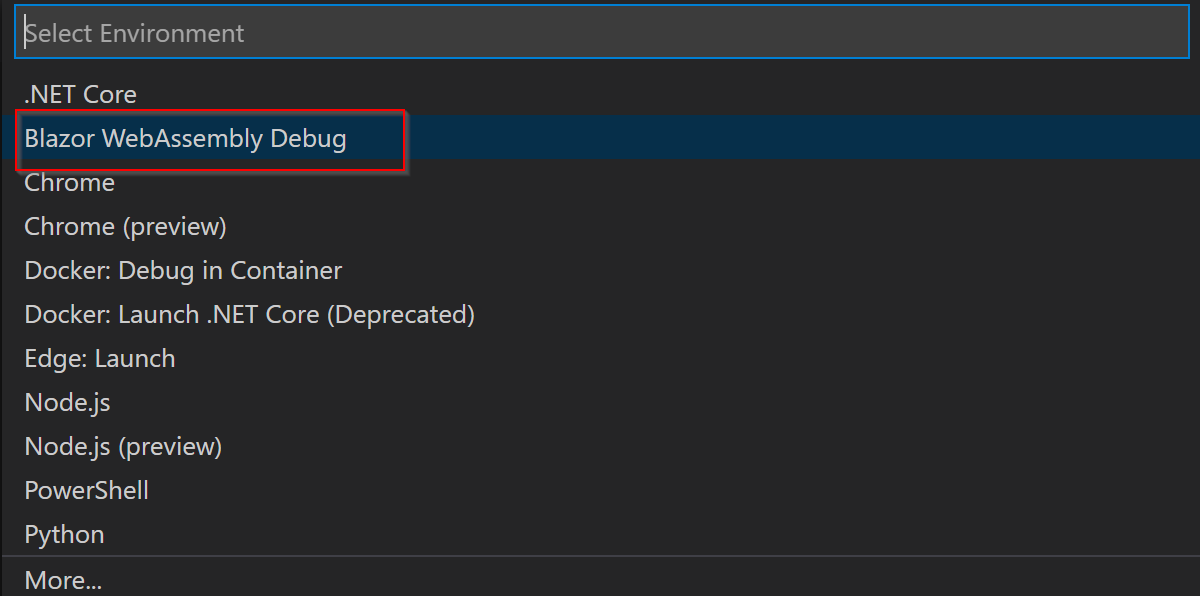 Select Environment
.NET Core
Blazor WebAssembly Debug
Chrome
Chrome (preview)
Docker: Debug in Container
Docker: Launch .NET Core (Deprecated)
Edge: Launch
Node.js
Node.js (preview)
PowerShell
Python
More...